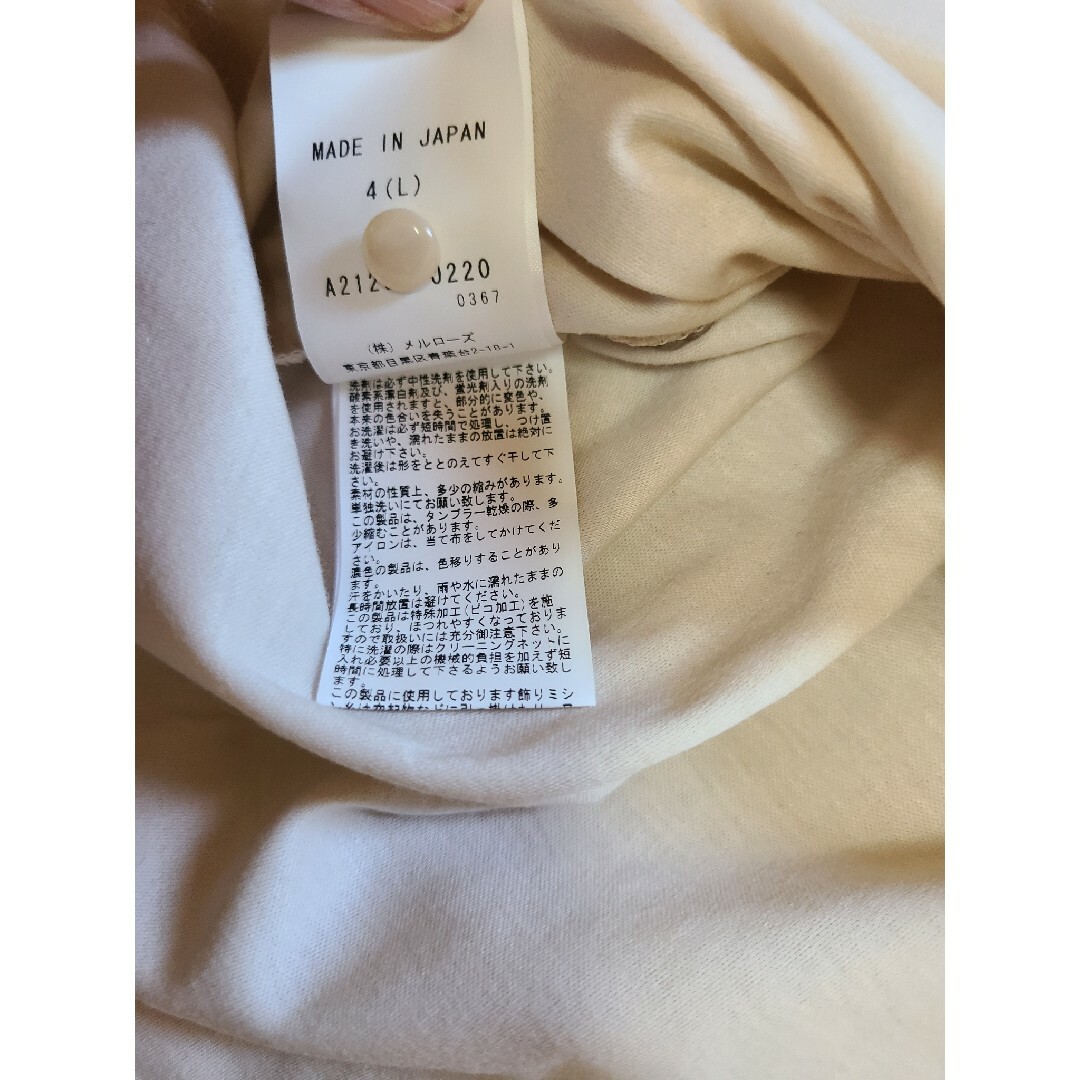 MADE IN JAPAN
4(L)
A212 0220
0367
(株) メルローズ
東京都目黒区青葉台2-18-1
洗剤は必ず中性洗剤を使用して下さい。
酸素系漂白剤及び、蛍光剤入りの洗剤
を使用されますと、部分的に変色や、
本来の色合いを失うことがあります。
お洗濯は必ず短時間で処理し、つけ置
き洗いや、濡れたままの放置は絶対に
お避け下さい。
洗濯後は形をととのえてすぐ干して下
さい。
素材の性質上、多少の縮みがあります。
単独洗いにてお願い致します。
この製品は、タンブラー乾燥の際、多
少縮むことがあります。
アイロンは、当て布をしてかけてくだ
さい。
濃色の製品は、色移りすることがあり
ます。
汗をかいたり、雨や水に濡れたままの
長時間放置は避けてください。
この製品は特殊加工(ピコ加工)を施
しており、ほつれやすくなっておりま
すので取扱いには充分御注意下さい。
特に洗濯の際はクリーニングネットに
入れ必要以上の機械的負担を加えず短
時間に処理して下さるようお願い致し
ます。
この製品に使用しております飾りミシ